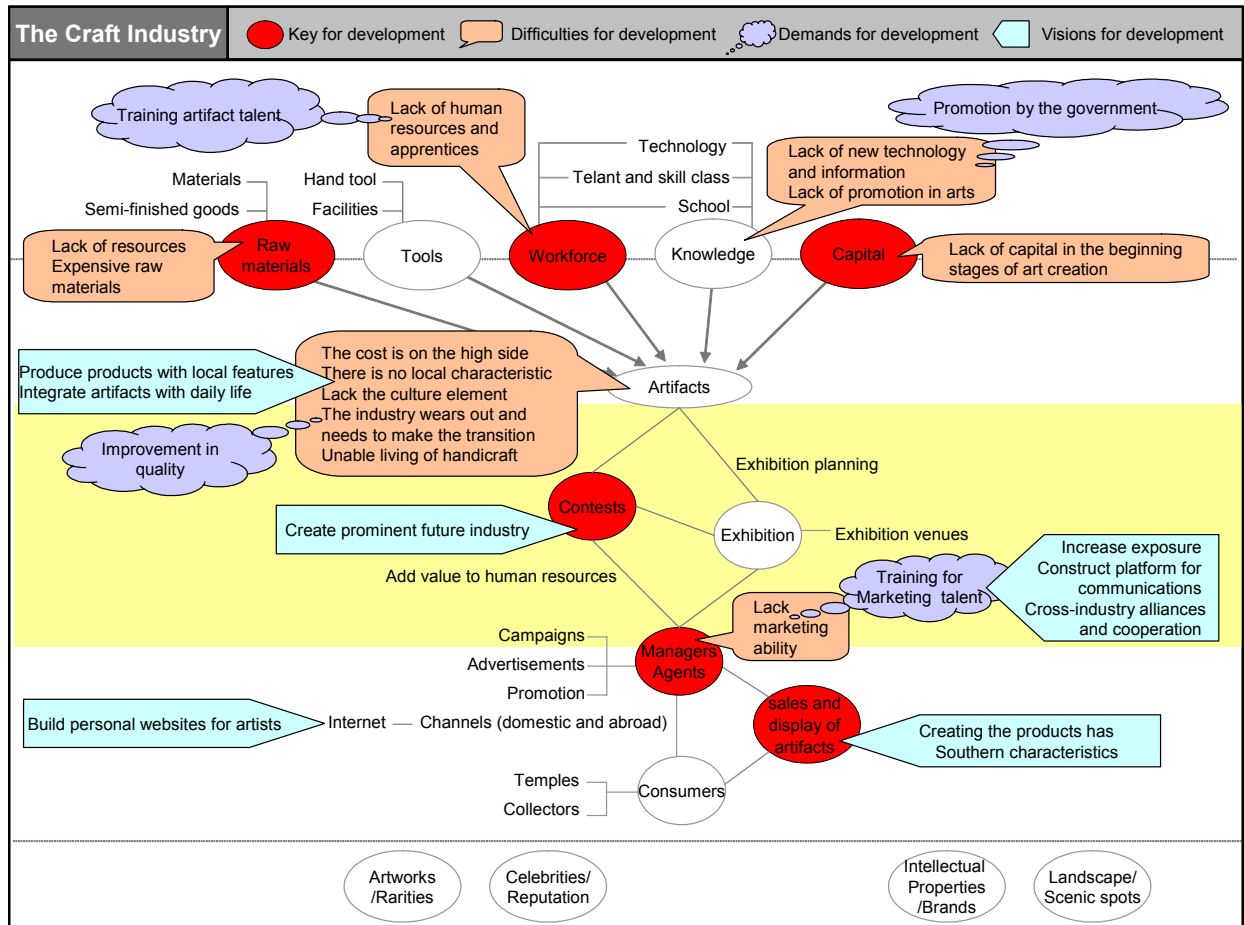 The Craft Industry
Key for development
Difficulties for development
Demands for development
Visions for development
Training artifact talent
Lack of human
resources and
apprentices
Promotion by the government
Technology
Telant and skill class
School
Lack of new technology
and information
Lack of promotion in arts
Materials
Semi-finished goods
Hand tool
Facilities
Lack of resources
Expensive raw
materials
Raw
materials
Tools
Workforce
Knowledge
Capital
Lack of capital in the beginning
stages of art creation
Produce products with local features
Integrate artifacts with daily life
The cost is on the high side
There is no local characteristic
Lack the culture element
The industry wears out and
needs to make the transition
Unable living of handicraft
Artifacts
Improvement in
quality
Exhibition planning
Contests
Create prominent future industry
Exhibition
Exhibition venues
Add value to human resources
Training for
Marketing talent
Increase exposure
Construct platform for
communications
Cross-industry alliances
and cooperation
Lack
marketing
ability
Campaigns
Advertisements
Promotion
Managers
Agents
Build personal websites for artists
Internet
Channels (domestic and abroad)
sales and
display of
artifacts
Creating the products has
Southern characteristics
Temples
Collectors
Consumers
Artworks
/Rarities
Celebrities/
Reputation
Intellectual
Properties
/Brands
Landscape/
Scenic spots